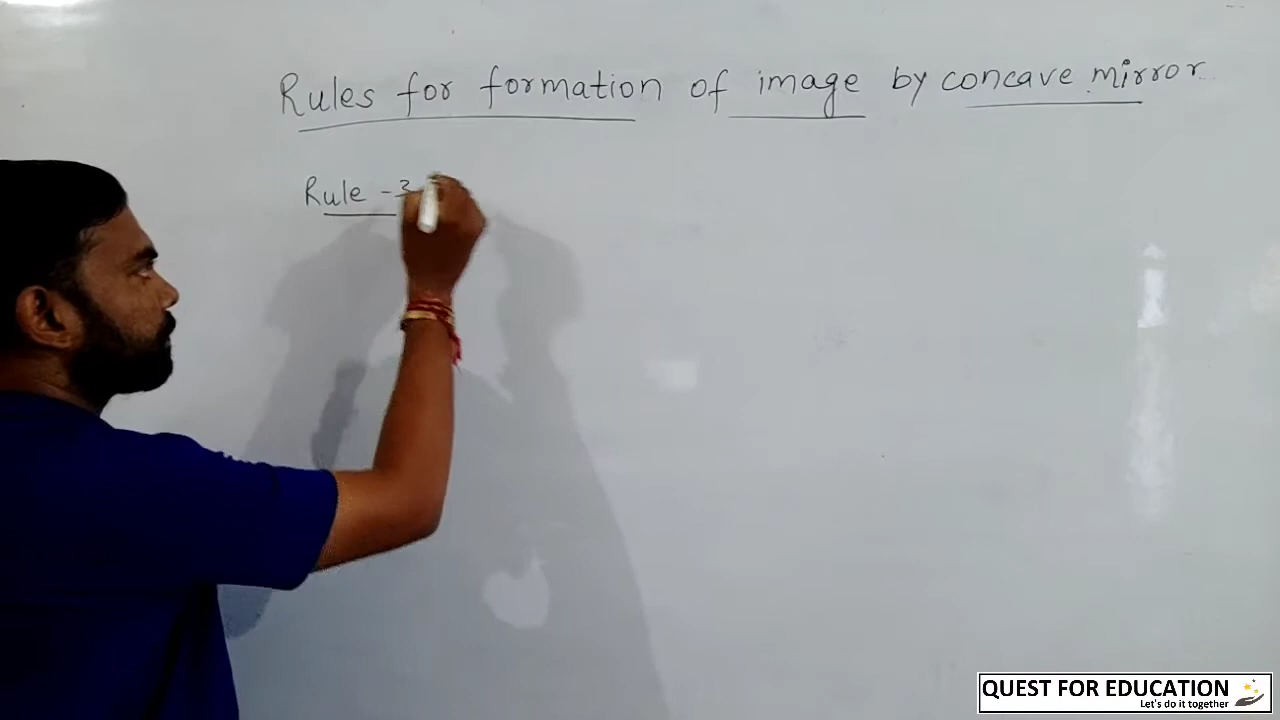 Rules for formation of image by concave mirror
Rule -3
QUEST FOR EDUCATION
Let's do it together